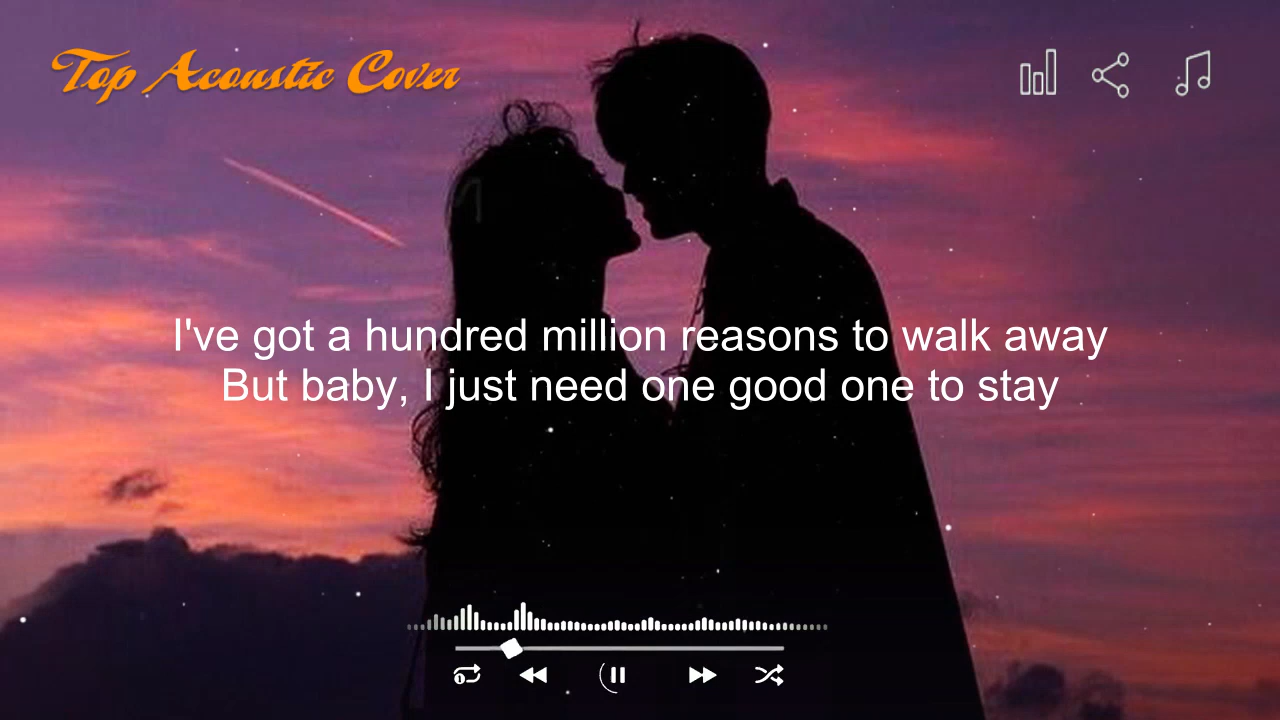 Top Acoustic Cover
I've got a hundred million reasons to walk away
But baby, I just need one good one to stay